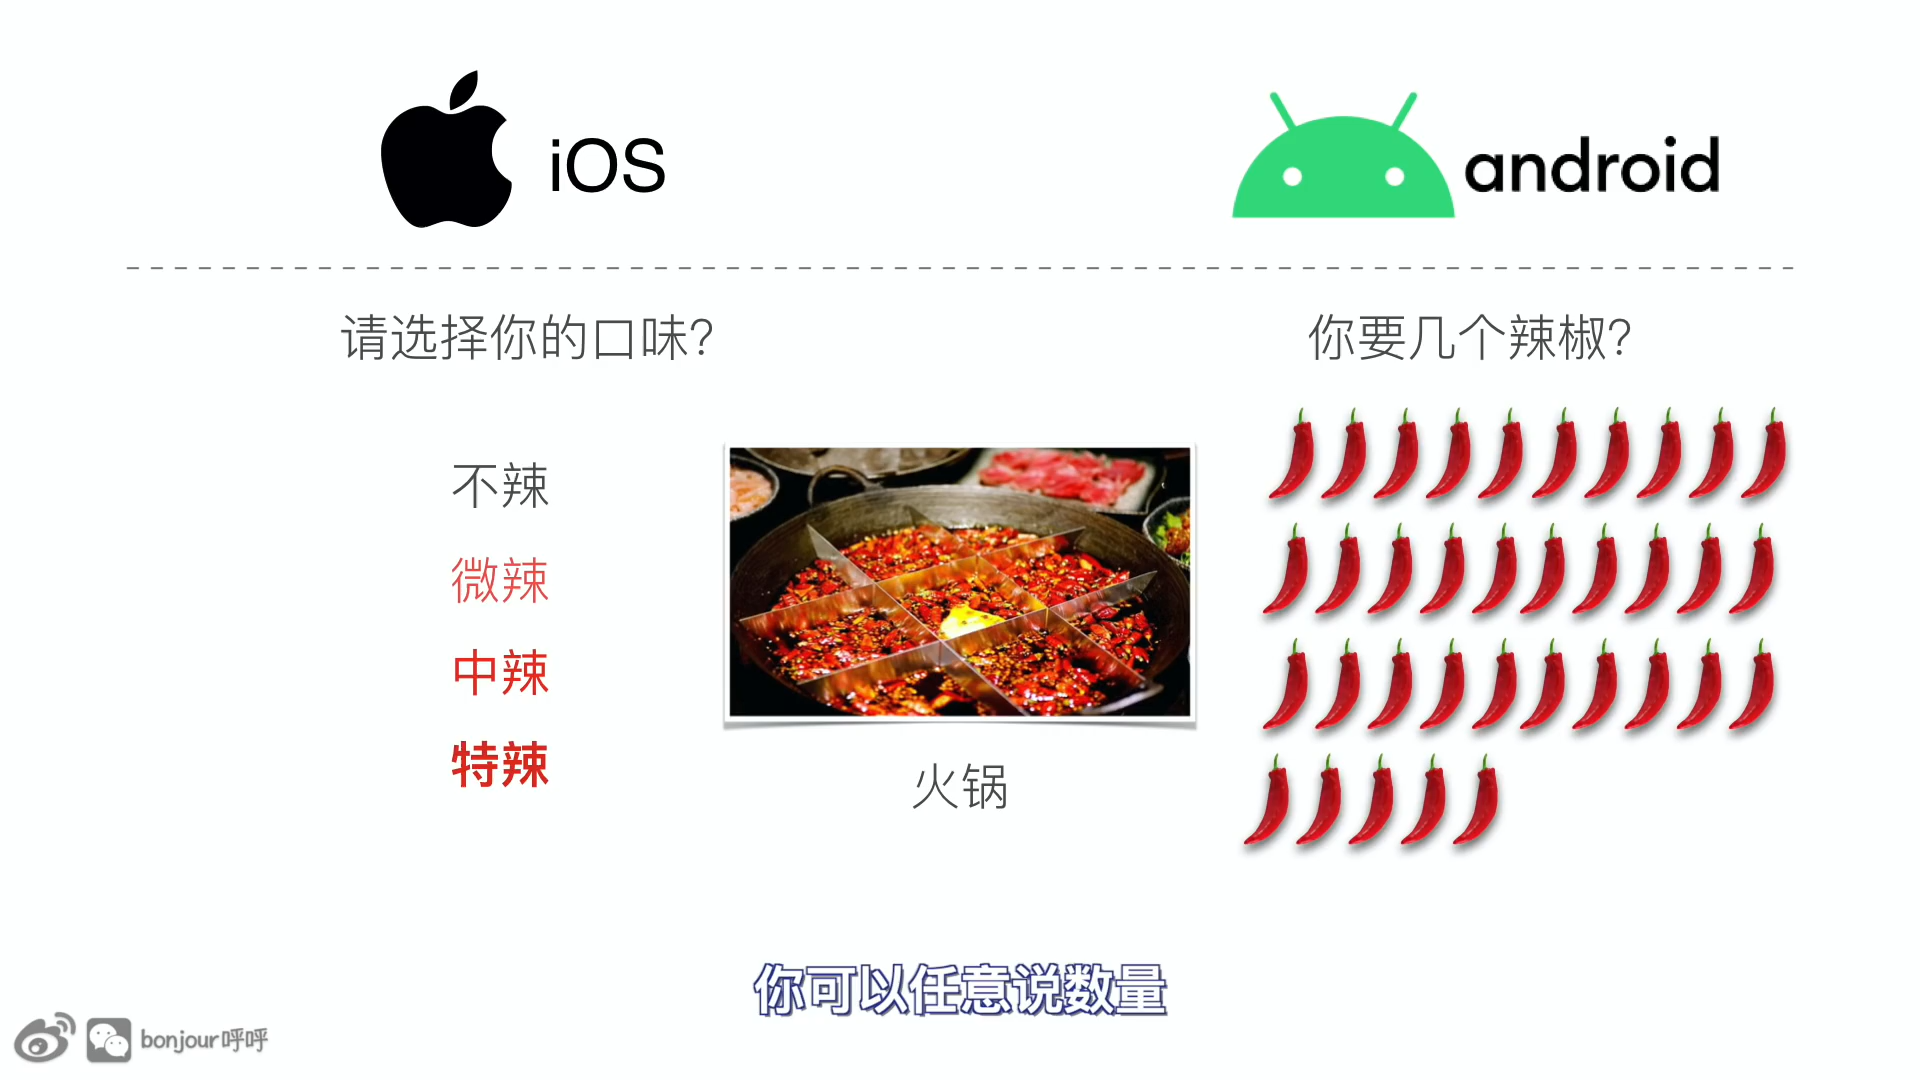 iOS
android
请选择你的口味?
你要几个辣椒?
不辣
微辣
中辣
特辣
火锅
你可以任意说数量
bonjour呼呼